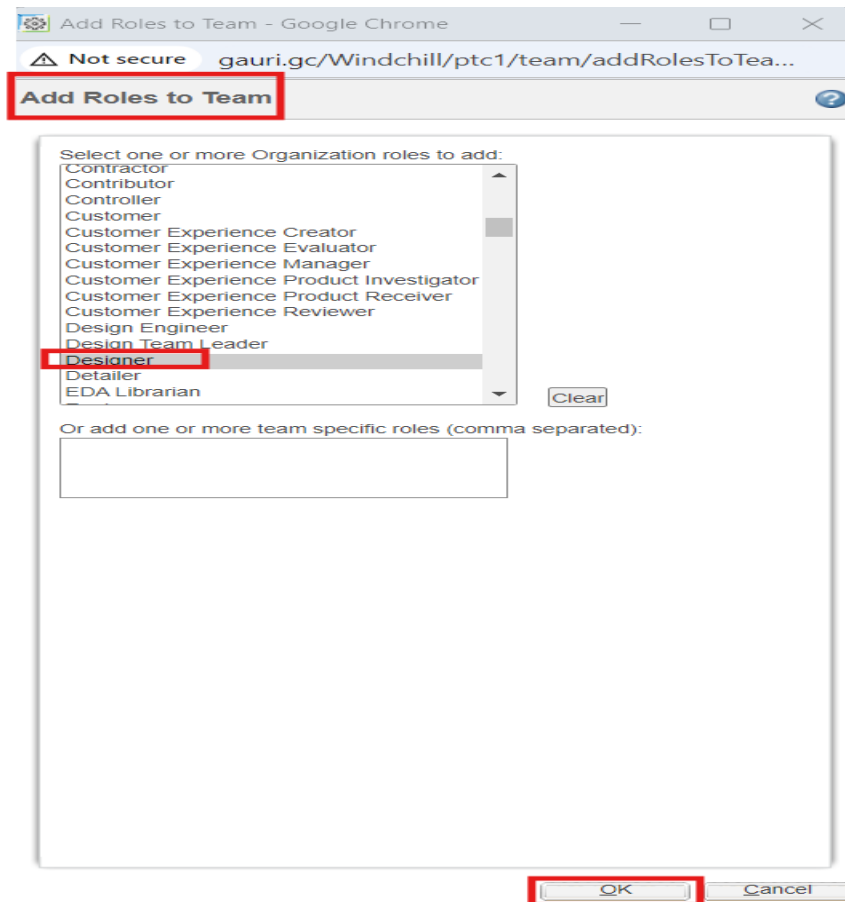 Add Roles to Team - Google Chrome
Not secure gauri.gc/Windchill/ptc1/team/addRolesToTea...
Add Roles to Team
Select one or more Organization roles to add:
Contractor
Contributor
Controller
Customer
Customer Experience Creator
Customer Experience Evaluator
Customer Experience Manager
Customer Experience Product Investigator
Customer Experience Product Receiver
Customer Experience Reviewer
Design Engineer
Design Team Leader
Designer
Detailer
EDA Librarian
Clear
Or add one or more team specific roles (comma separated):
OK Cancel